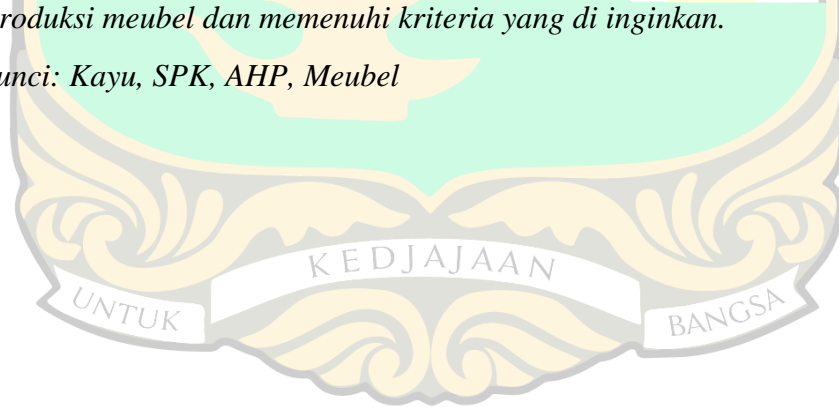 roduksi meubel dan memenuhi kriteria yang di inginkan.
unci: Kayu, SPK, AHP, Meubel
UNTUK KEDJAJAAN BANGSA